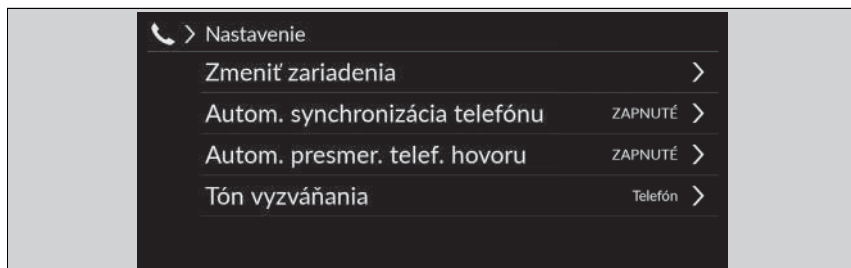 Nastavenie
Zmeniť zariadenia
Autom. synchronizácia telefónu ZAPNUTÉ
Autom. presmer. telef. hovoru ZAPNUTÉ
Tón vyzváňania Telefón